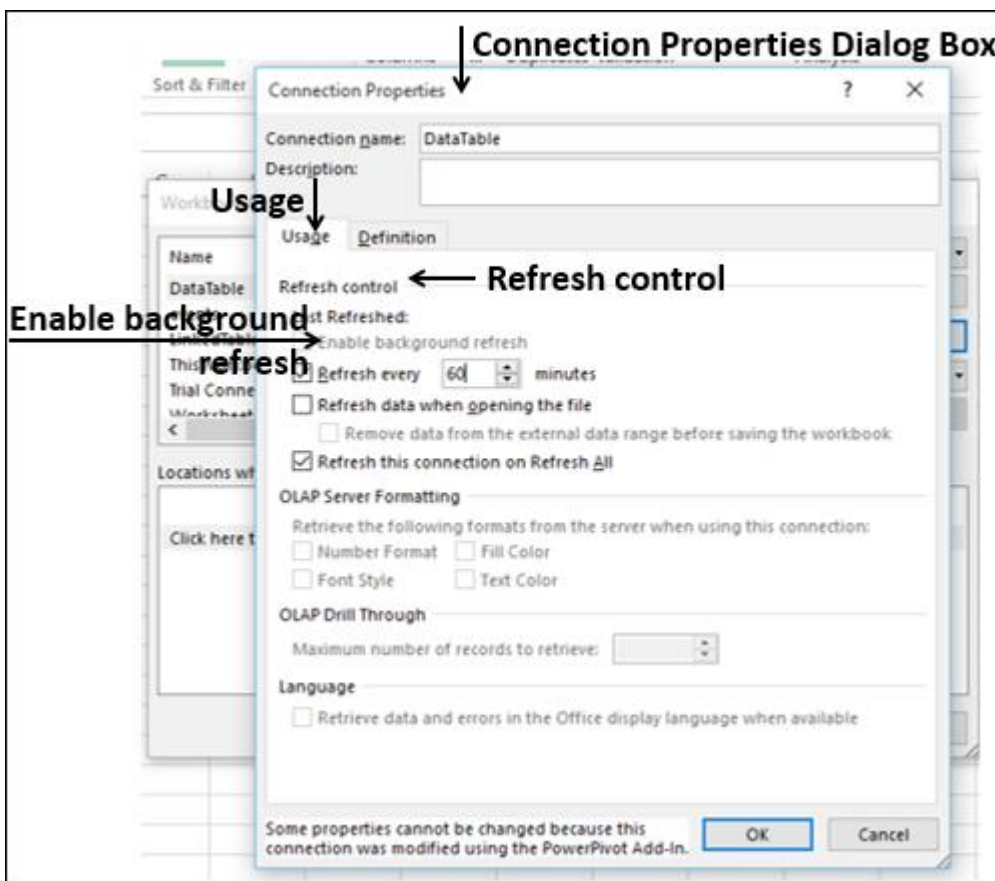 Connection Properties Dialog Box
Sort & Filter
Connection Properties ? ×
Connection name: DataTable
Description:
Usage
Usage Definition
Name
Refresh control
Refresh control
DataTable
Enable background
refresh
Last Refreshed:
Enable background refresh
Refresh every 60 minutes
Trial Conne
Refresh data when opening the file
Worksheet
Remove data from the external data range before saving the workbook
<
Refresh this connection on Refresh All
Locations wh
OLAP Server Formatting
Retrieve the following formats from the server when using this connection:
Click here t
Number Format Fill Color
Font Style Text Color
OLAP Drill Through
Maximum number of records to retrieve:
Language
Retrieve data and errors in the Office display language when available
Some properties cannot be changed because this
connection was modified using the PowerPivot Add-In.
OK Cancel